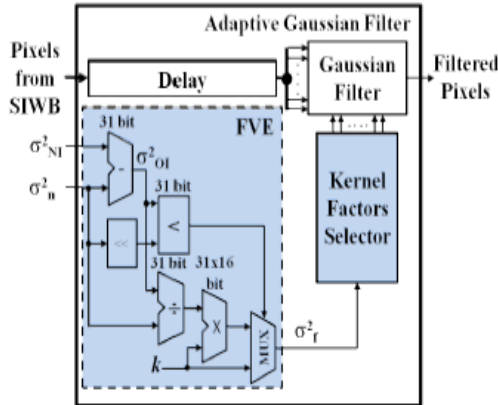 Adaptive Gaussian Filter
Pixels
from
SIWB
Delay
Gaussian
Filter
Filtered
Pixels
31 bit
FVE
σ²NI
-
σ²OI
31 bit
σ²n
<<
<
Kernel
Factors
Selector
31 bit
31x16
bit
÷
X
MUX
σ²f
k